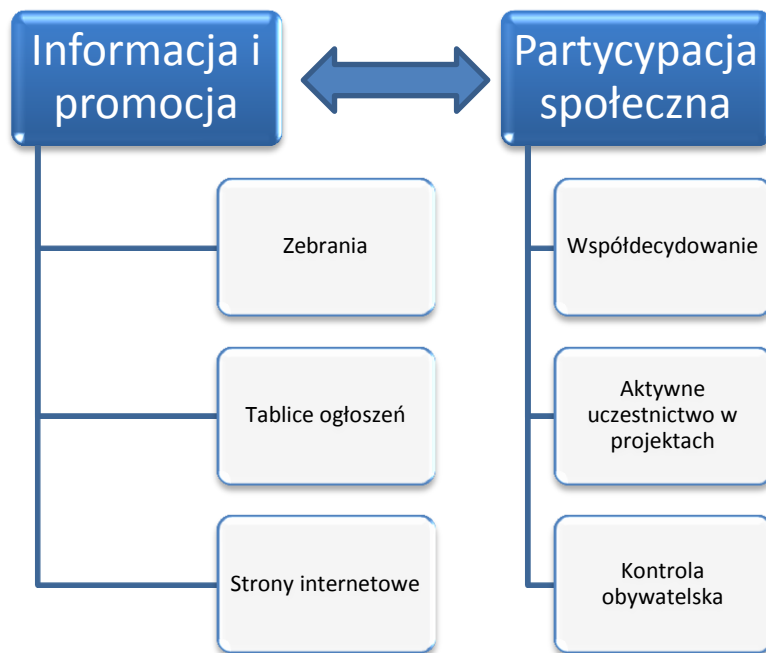 Informacja i
promocja
Zebrania
Tablice ogłoszeń
Strony internetowe
Partycypacja
społeczna
Współdecydowanie
Aktywne
uczestnictwo w
projektach
Kontrola
obywatelska